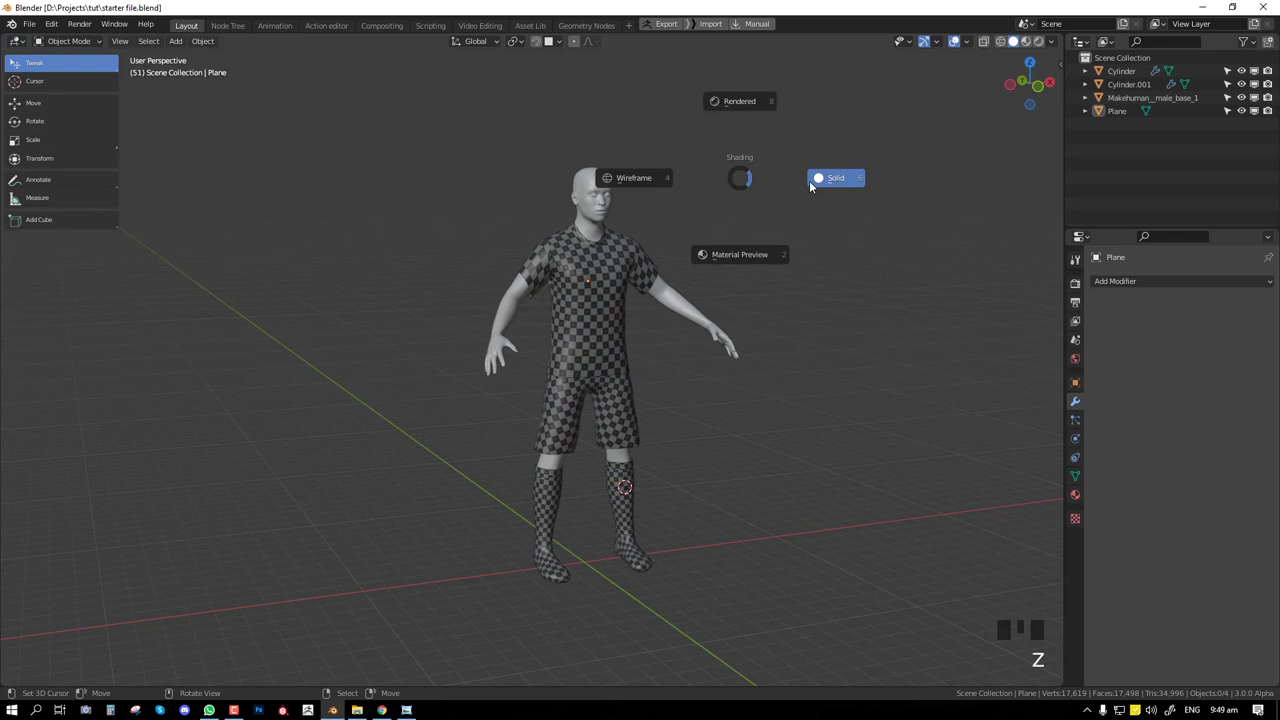 Blender [D:\Projects\tut\starter file.blend]
File Edit Render Window Help Layout Node Tree Animation Action editor Compositing Scripting Video Editing Asset Lib Geometry Nodes + Export Import Manual Scene View Layer
Object Mode View Select Add Object Global
Tweak
Cursor
Move
Rotate
Scale
Transform
Annotate
Measure
Add Cube
User Perspective
(51) Scene Collection | Plane
Z
X
Y
Rendered 8
Shading
Wireframe 4
Solid 6
Material Preview 2
Scene Collection
Cylinder
Cylinder.001
Makehuman__male_base_1
Plane
Plane
Add Modifier
Z
Set 3D Cursor Move Rotate View Select Move Scene Collection | Plane | Verts:17,619 | Faces:17,498 | Tris:34,996 | Objects:0/4 | 3.0.0 Alpha
ENG 9:49 am